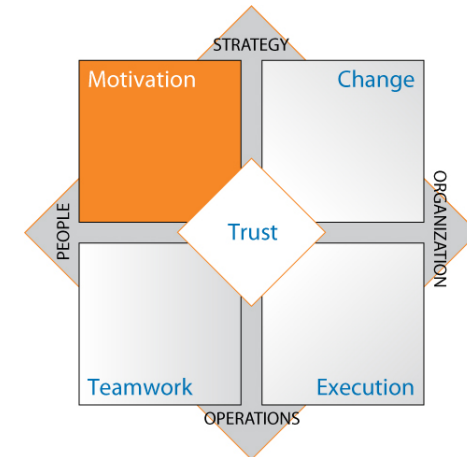 STRATEGY
Motivation
Change
PEOPLE
Trust
ORGANIZATION
Teamwork
Execution
OPERATIONS